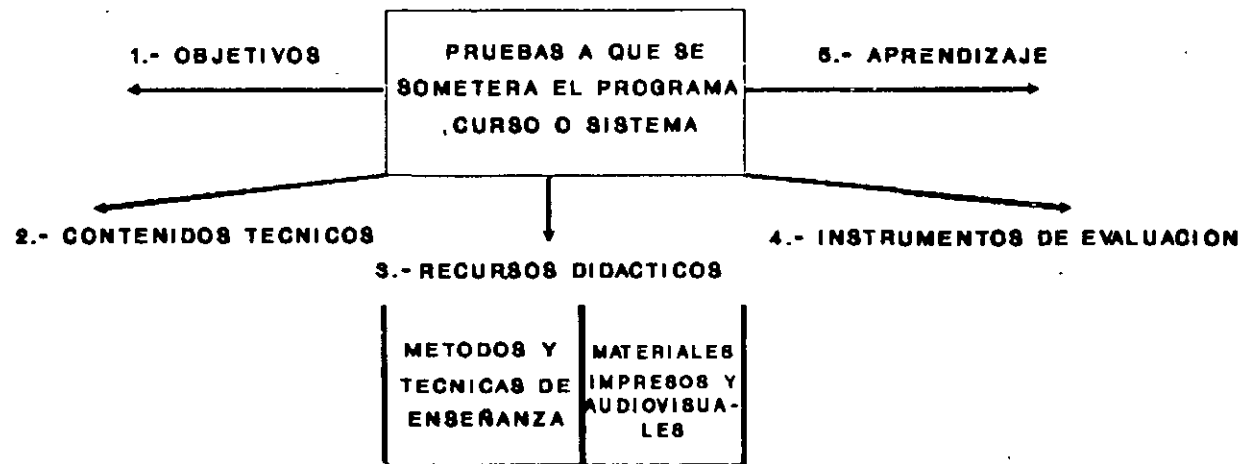 1.- OBJETIVOS
PRUEBAS A QUE SE
SOMETERA EL PROGRAMA
,CURSO O SISTEMA
5.- APRENDIZAJE
2.- CONTENIDOS TECNICOS
4.- INSTRUMENTOS DE EVALUACION
3.- RECURSOS DIDACTICOS
METODOS Y
TECNICAS DE
ENSEÑANZA
MATERIALES
IMPRESOS Y
AUDIOVISUA-
LES